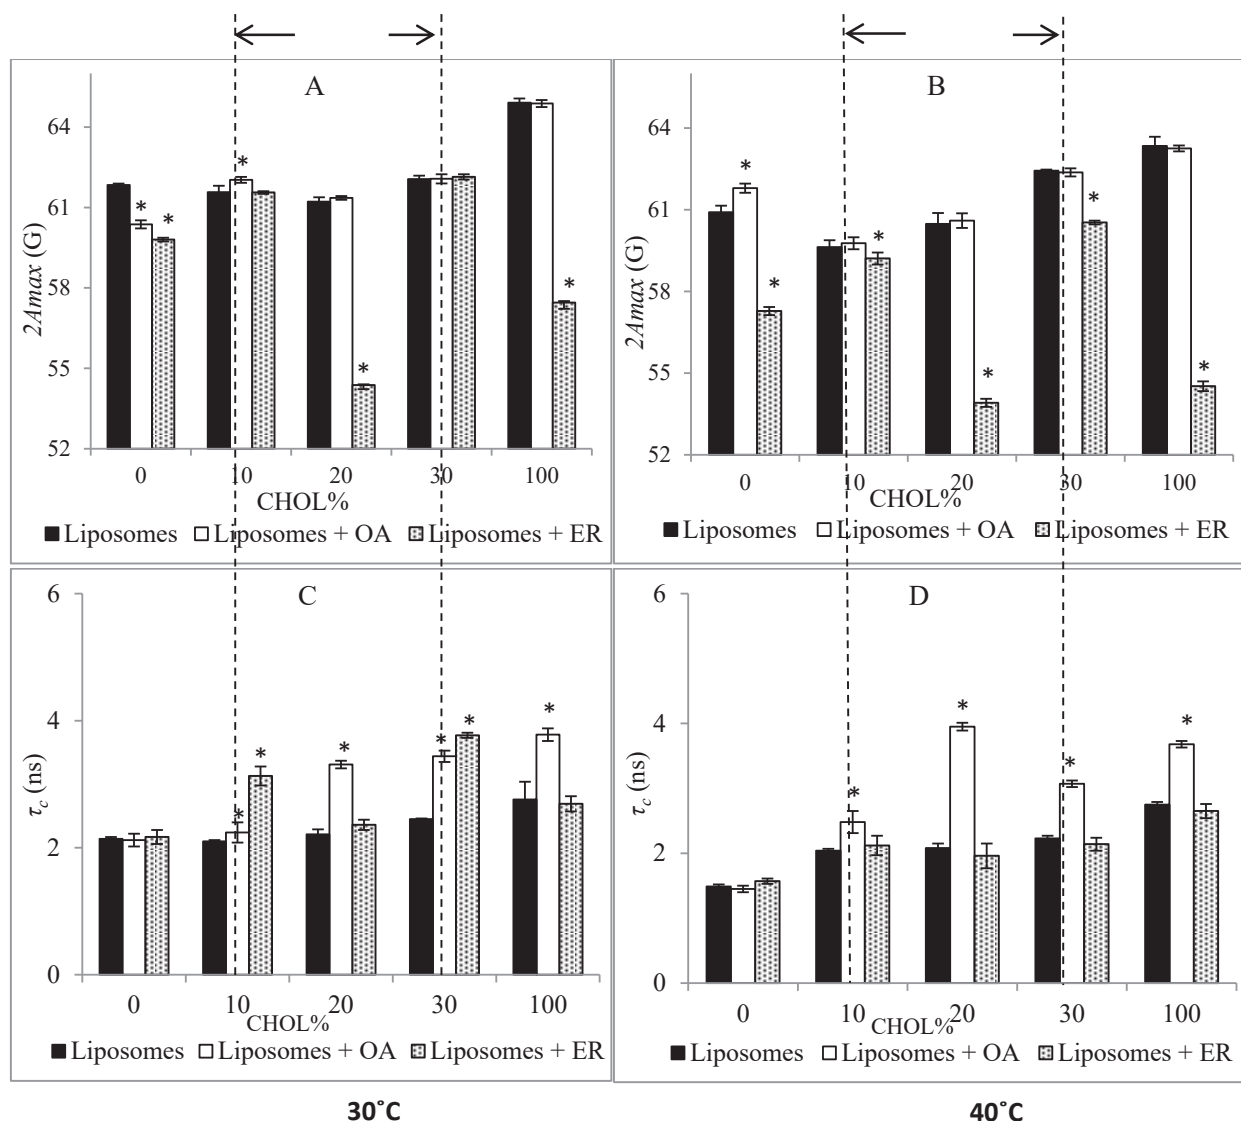 A
2Amax (G)
64
61
58
55
52
* * * * *
0 10 20 30 100
CHOL%
Liposomes Liposomes + OA Liposomes + ER
B
2Amax (G)
64
61
58
55
52
* * * * * *
0 10 20 30 100
CHOL%
Liposomes Liposomes + OA Liposomes + ER
C
τc (ns)
6
4
2
0
* * * * * *
0 10 20 30 100
CHOL%
Liposomes Liposomes + OA Liposomes + ER
D
τc (ns)
6
4
2
0
* * * *
0 10 20 30 100
CHOL%
Liposomes Liposomes + OA Liposomes + ER
30˚C
40˚C